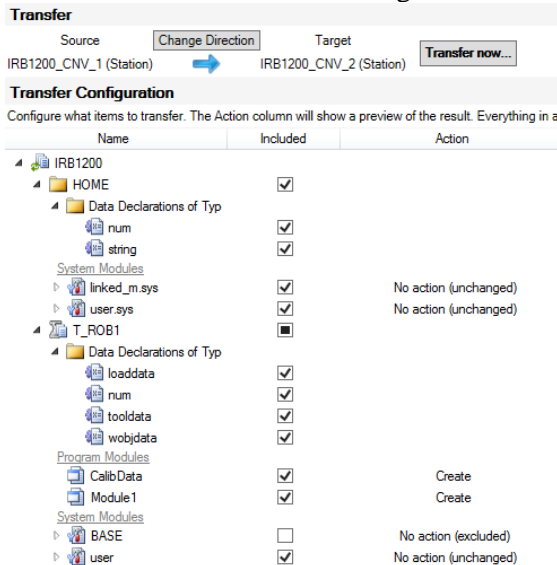 Transfer
Source Change Direction Target
IRB1200_CNV_1 (Station) IRB1200_CNV_2 (Station) Transfer now...
Transfer Configuration
Configure what items to transfer. The Action column will show a preview of the result. Everything in a
Name Included Action
IRB1200
HOME
Data Declarations of Typ
num
string
System Modules
linked_m.sys No action (unchanged)
user.sys No action (unchanged)
T_ROB1
Data Declarations of Typ
loaddata
num
tooldata
wobjdata
Program Modules
CalibData Create
Module1 Create
System Modules
BASE No action (excluded)
user No action (unchanged)